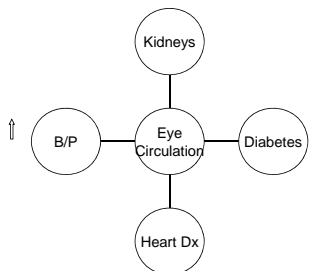 Kidneys
B/P
Eye
Circulation
Diabetes
Heart Dx